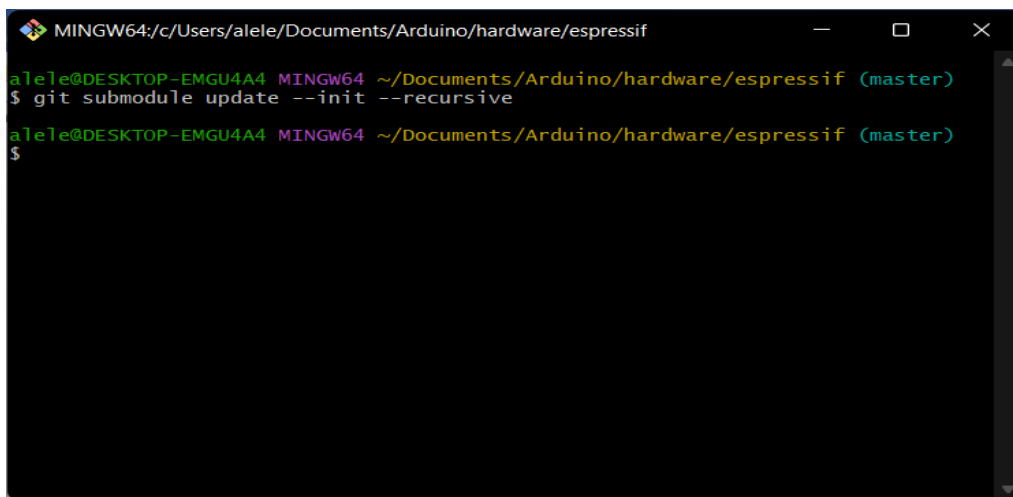 MINGW64:/c/Users/alele/Documents/Arduino/hardware/espressif
alele@DESKTOP-EMGU4A4 MINGW64 ~/Documents/Arduino/hardware/espressif (master)
$ git submodule update --init --recursive
alele@DESKTOP-EMGU4A4 MINGW64 ~/Documents/Arduino/hardware/espressif (master)
$